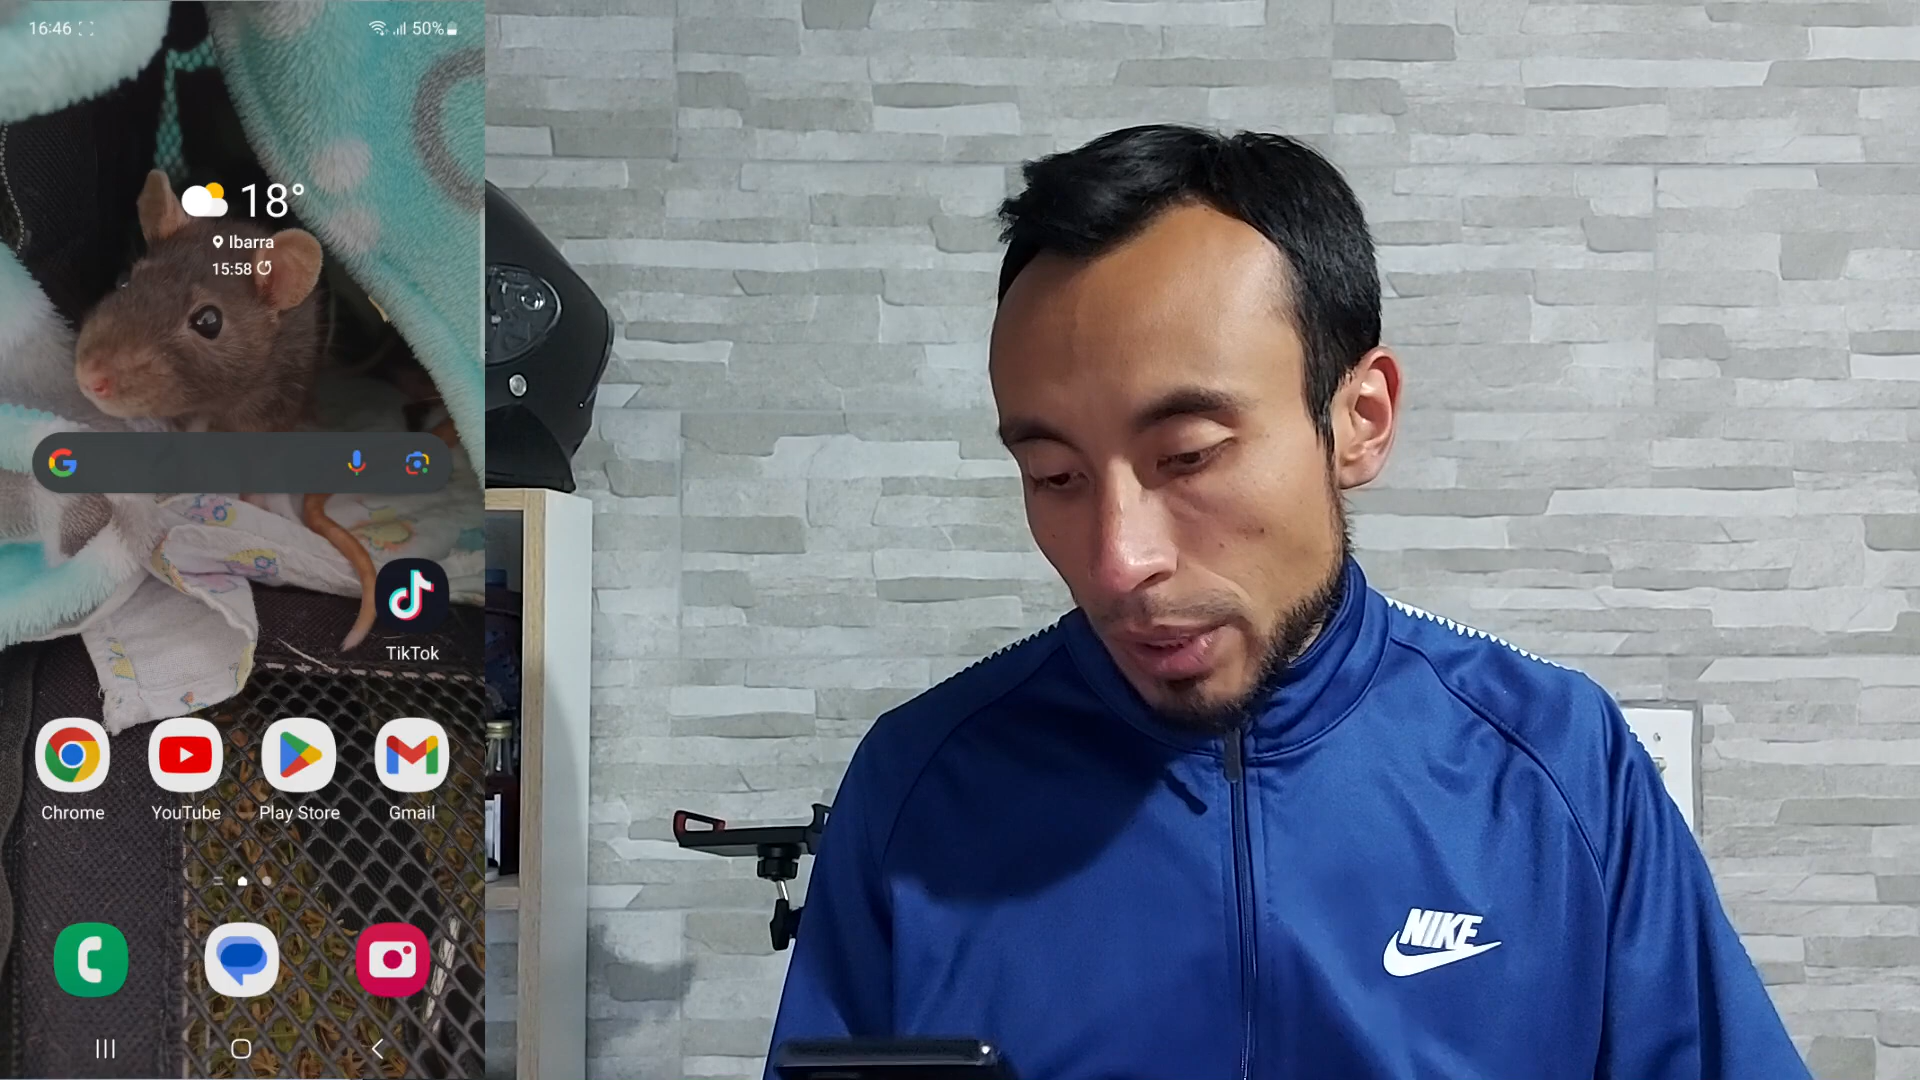 16:46
50%
18°
Ibarra
15:58
TikTok
Chrome
YouTube
Play Store
Gmail
NIKE